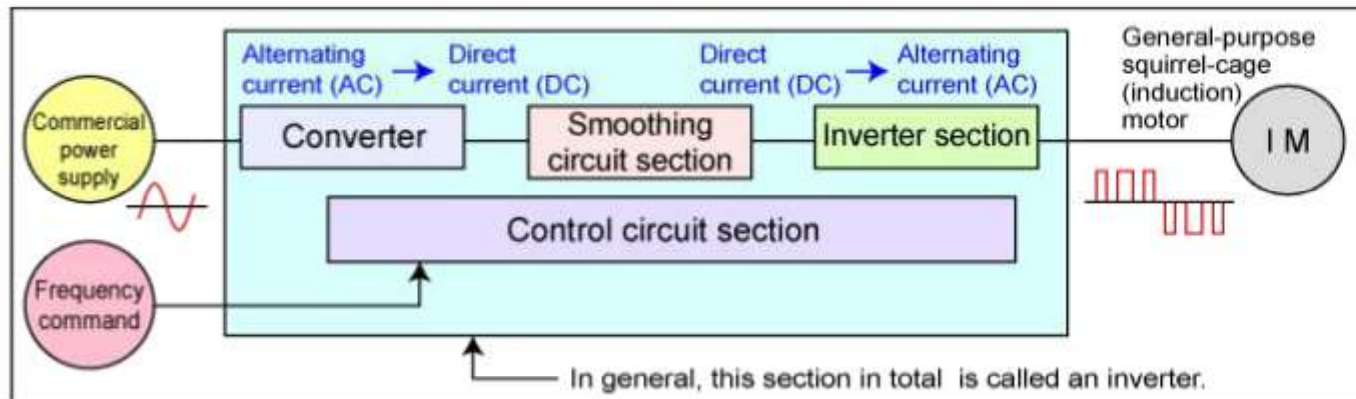 Alternating
current (AC)
Direct
current (DC)
Direct
current (DC)
Alternating
current (AC)
General-purpose
squirrel-cage
(induction)
motor
Commercial
power
supply
Converter
Smoothing
circuit section
Inverter section
I M
Control circuit section
Frequency
command
In general, this section in total is called an inverter.